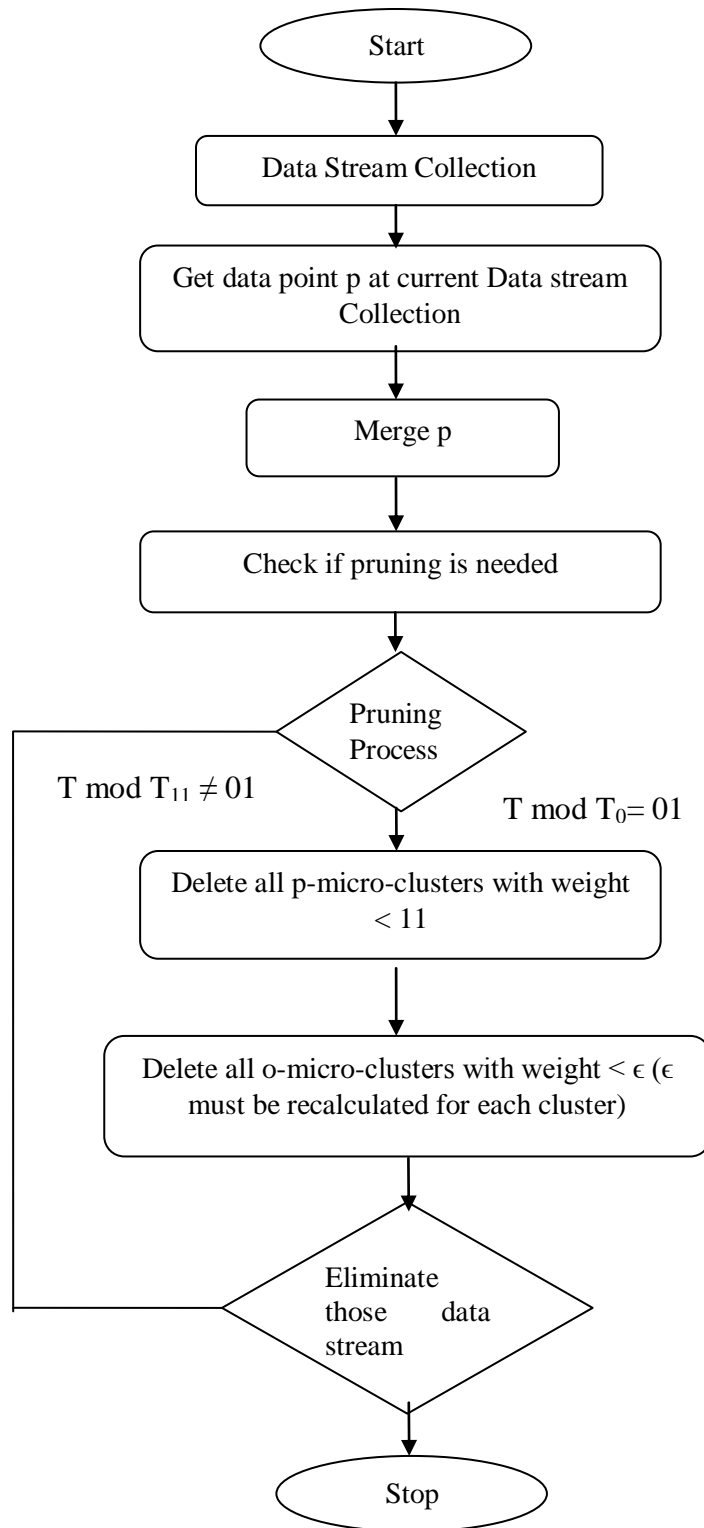 Start
Data Stream Collection
Get data point p at current Data stream
Collection
Merge p
Check if pruning is needed
Pruning
Process
T mod T₁₁ ≠ 01
T mod T₀= 01
Delete all p-micro-clusters with weight
< 11
Delete all o-micro-clusters with weight < ϵ (ϵ
must be recalculated for each cluster)
Eliminate
those data
stream
Stop